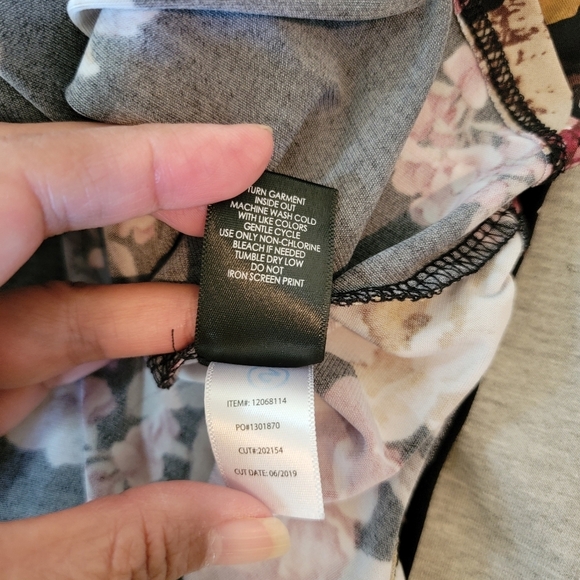 TURN GARMENT
INSIDE OUT
MACHINE WASH COLD
WITH LIKE COLORS
GENTLE CYCLE
USE ONLY NON-CHLORINE
BLEACH IF NEEDED
TUMBLE DRY LOW
DO NOT
IRON SCREEN PRINT
ITEM#: 12068114
PO#1301870
CUT#:202154
CUT DATE: 06/2019